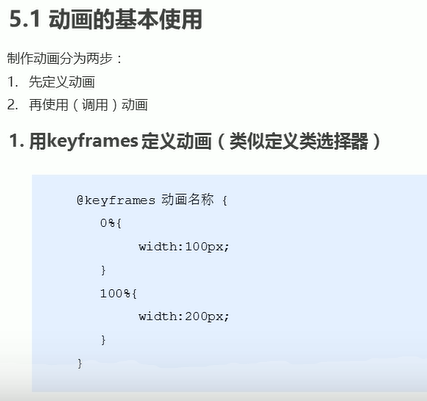 5.1 动画的基本使用
制作动画分为两步：
1. 先定义动画
2. 再使用（调用）动画
1. 用keyframes 定义动画（类似定义类选择器）
@keyframes 动画名称 {
0%{
width:100px;
}
100%{
width:200px;
}
}